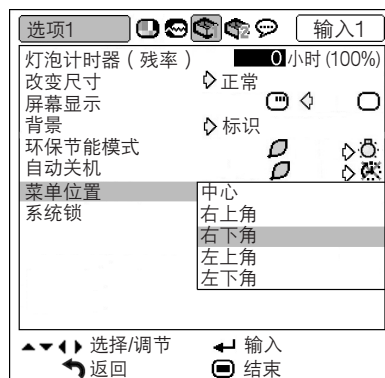 选项1 输入1
灯泡计时器（残率） 0小时(100%)
改变尺寸 正常
屏幕显示
背景 标识
环保节能模式
自动关机
菜单位置 中心
系统锁 右上角
右下角
左上角
左下角
选择/调节 输入
返回 结束